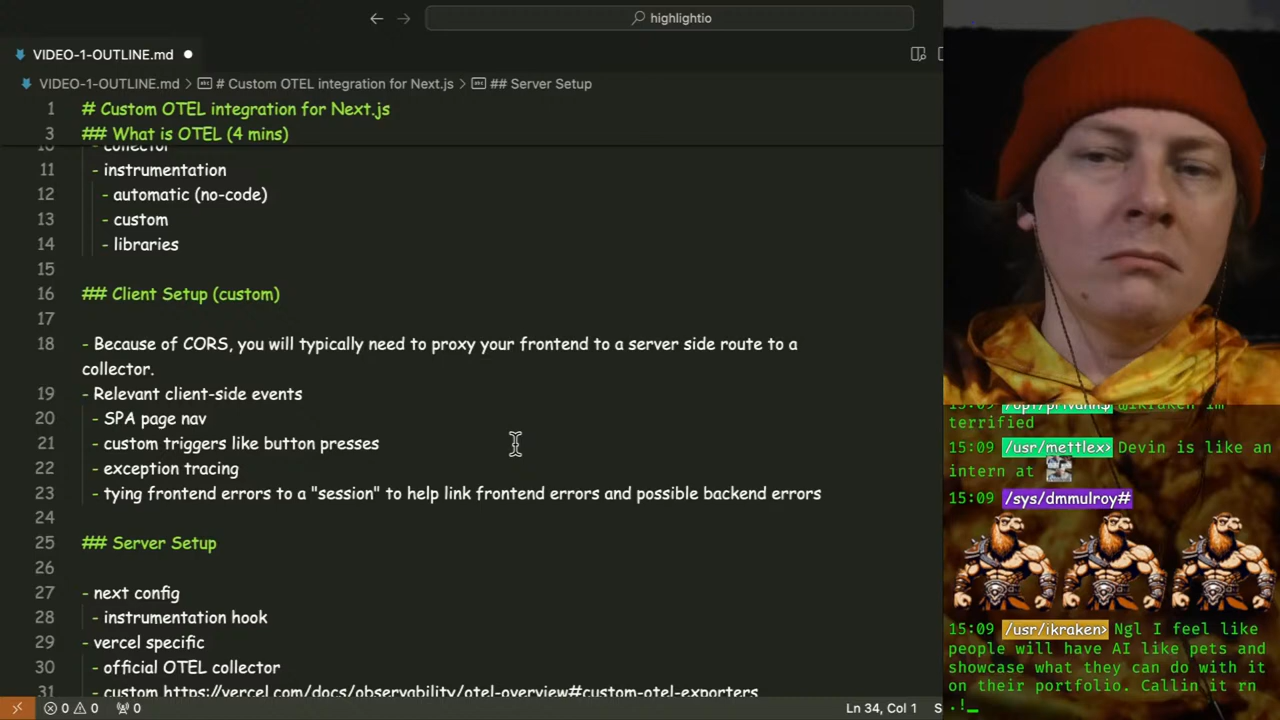 highlightio
VIDEO-1-OUTLINE.md
VIDEO-1-OUTLINE.md > # Custom OTEL integration for Next.js > ## Server Setup
1 # Custom OTEL integration for Next.js
3 ## What is OTEL (4 mins)
10 - collector
11 - instrumentation
12 - automatic (no-code)
13 - custom
14 - libraries
15
16 ## Client Setup (custom)
17
18 - Because of CORS, you will typically need to proxy your frontend to a server side route to a
collector.
19 - Relevant client-side events
20 - SPA page nav
21 - custom triggers like button presses
22 - exception tracing
23 - tying frontend errors to a "session" to help link frontend errors and possible backend errors
24
25 ## Server Setup
26
27 - next config
28 - instrumentation hook
29 - vercel specific
30 - official OTEL collector
31 - custom https://vercel.com/docs/observability/otel-overview#custom-otel-exporters
0 0 0
Ln 34, Col 1
S
15:09 @ikraken im
terrified
15:09 /usr/mettlex> Devin is like an
intern at
15:09 /sys/dmmulroy#
15:09 /usr/ikraken> Ngl I feel like
people will have AI like pets and
showcase what they can do with it
on their portfolio. Callin it rn
.!_